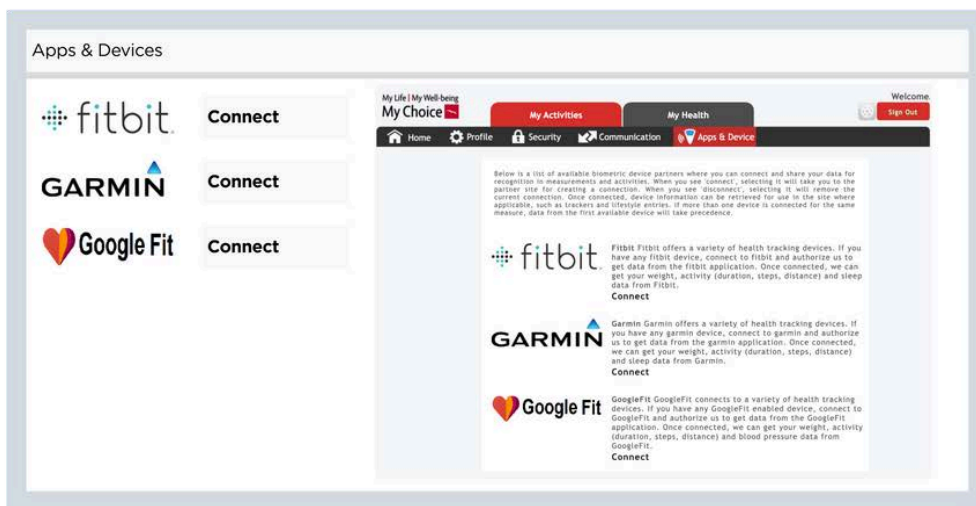 Apps & Devices
fitbit.
Connect
GARMIN
Connect
Google Fit
Connect
My Life | My Well-being
My Choice
My Activities
My Health
Welcome.
Sign Out
Home
Profile
Security
Communication
Apps & Device
Below is a list of available biometric device partners where you can connect and share your data for
recognition in measurements and activities. When you see 'connect', selecting it will take you to the
partner site for creating a connection. When you see 'disconnect', selecting it will remove the
current connection. Once connected, device information can be retrieved for use in the site where
applicable, such as trackers and lifestyle entries. If more than one device is connected for the same
measure, data from the first available device will take precedence.
fitbit.
Fitbit Fitbit offers a variety of health tracking devices. If you
have any fitbit device, connect to fitbit and authorize us to
get data from the fitbit application. Once connected, we can
get your weight, activity (duration, steps, distance) and sleep
data from Fitbit.
Connect
GARMIN
Garmin Garmin offers a variety of health tracking devices. If
you have any garmin device, connect to garmin and authorize
us to get data from the garmin application. Once connected,
we can get your weight, activity (duration, steps, distance)
and sleep data from Garmin.
Connect
Google Fit
GoogleFit GoogleFit connects to a variety of health tracking
devices. If you have any GoogleFit enabled device, connect to
GoogleFit and authorize us to get data from the GoogleFit
application. Once connected, we can get your weight, activity
(duration, steps, distance) and blood pressure data from
GoogleFit.
Connect